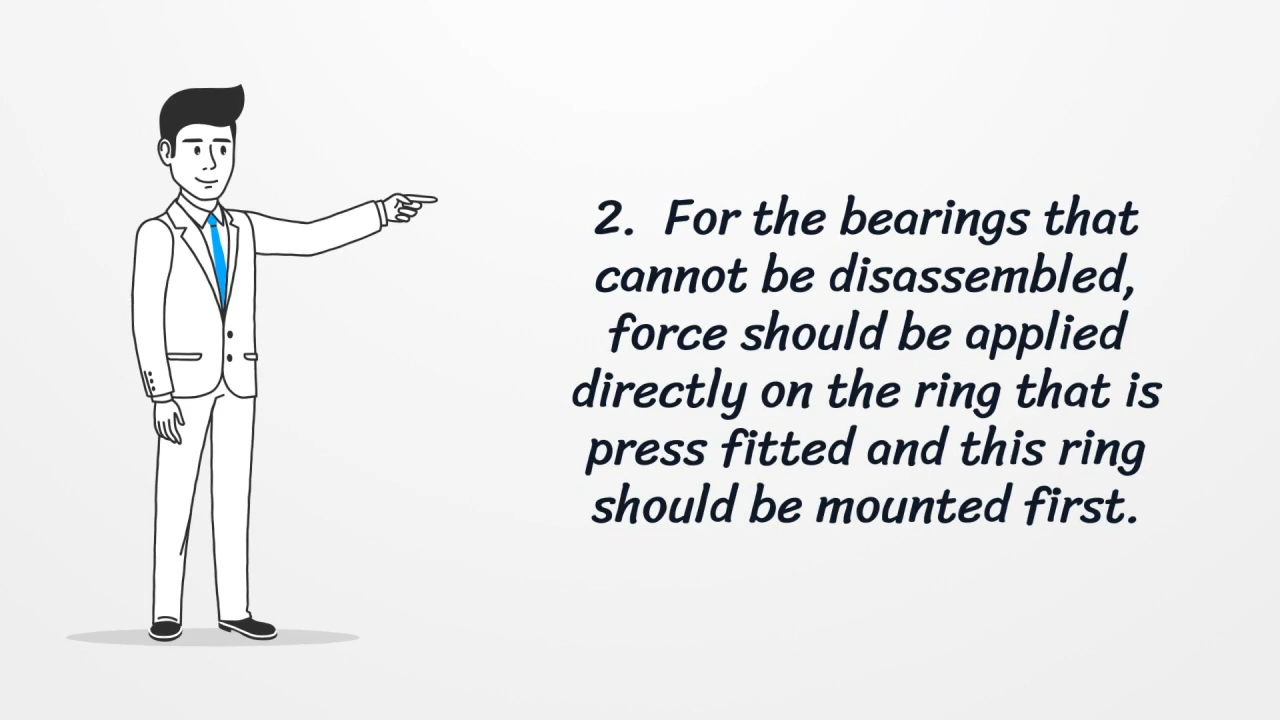 2. For the bearings that
cannot be disassembled,
force should be applied
directly on the ring that is
press fitted and this ring
should be mounted first.